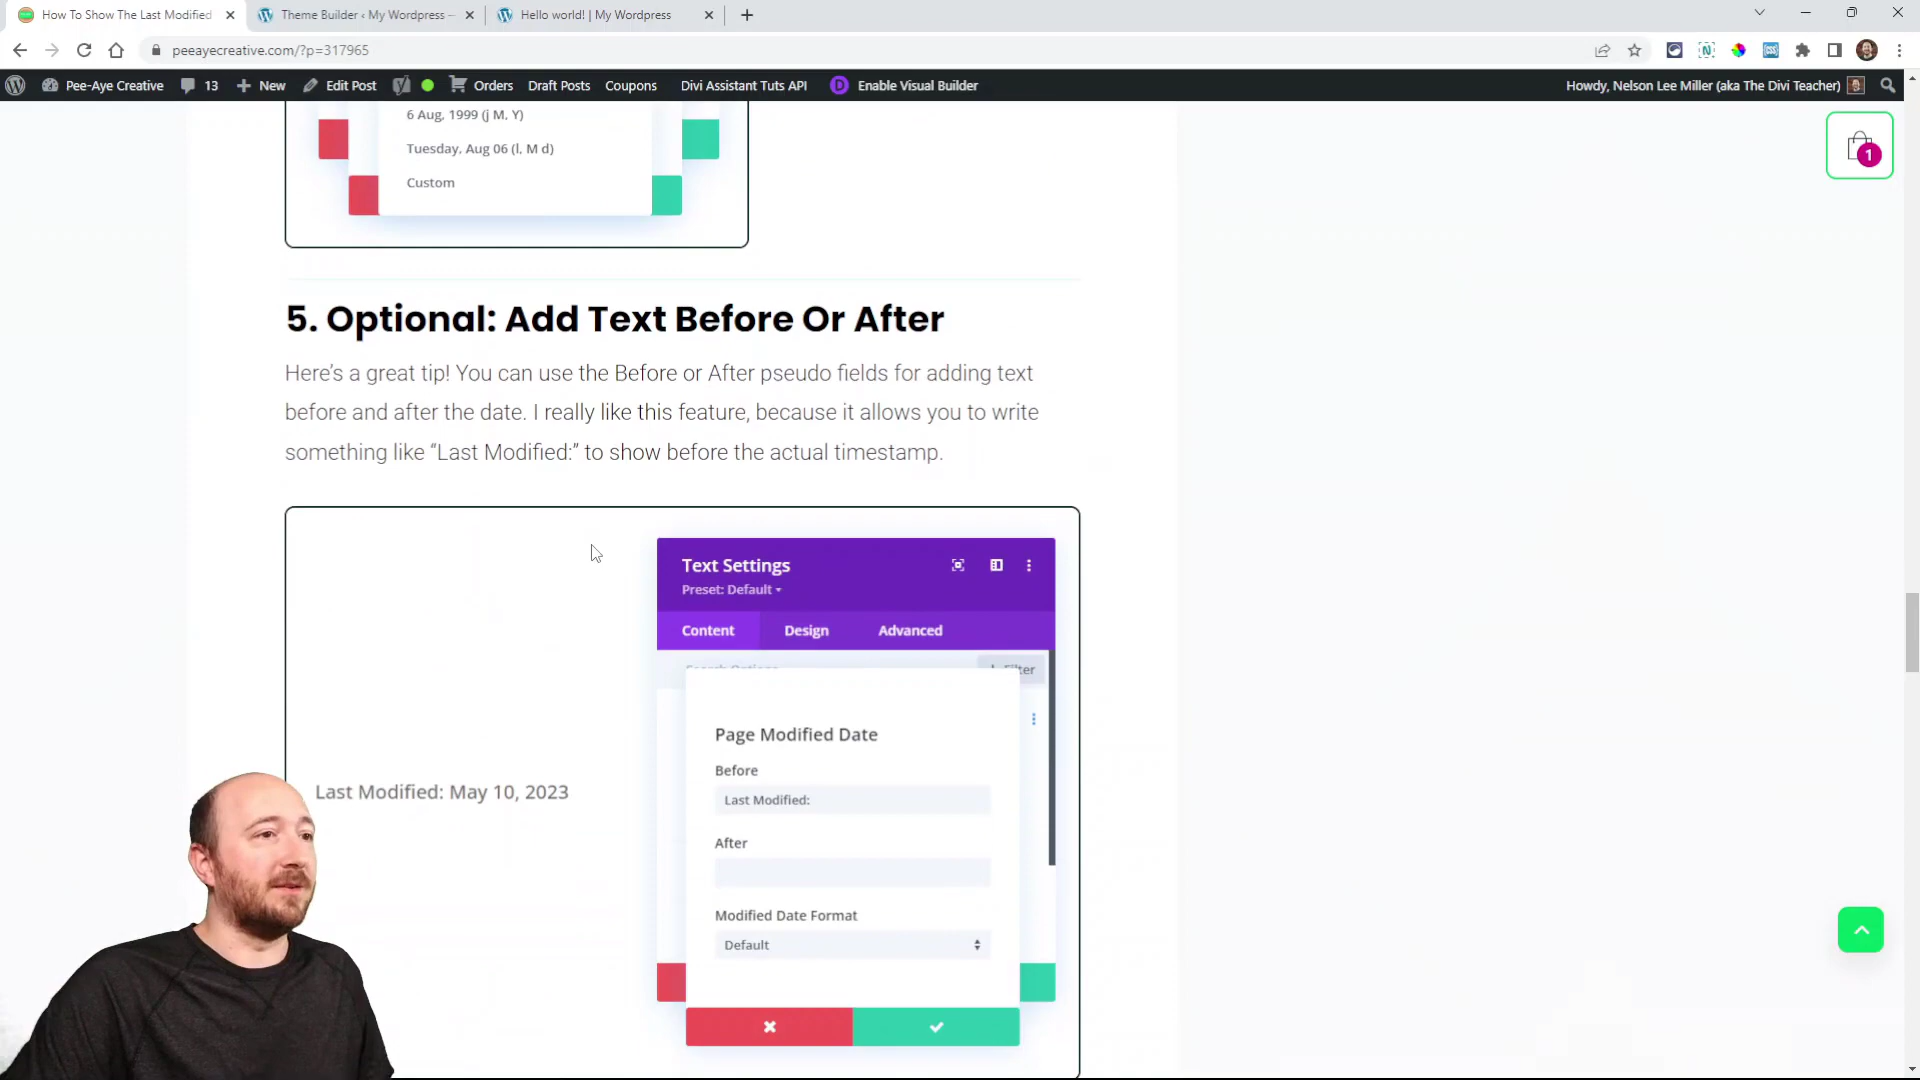 How To Show The Last Modified
Theme Builder ‹ My Wordpress —
Hello world! | My Wordpress
peeayecreative.com/?p=317965
Pee-Aye Creative
13
New
Edit Post
Orders
Draft Posts
Coupons
Divi Assistant Tuts API
D
Enable Visual Builder
Howdy, Nelson Lee Miller (aka The Divi Teacher)
6 Aug, 1999 (j M, Y)
Tuesday, Aug 06 (l, M d)
Custom
1
5. Optional: Add Text Before Or After
Here’s a great tip! You can use the Before or After pseudo fields for adding text
before and after the date. I really like this feature, because it allows you to write
something like “Last Modified:” to show before the actual timestamp.
Text Settings
Preset: Default
Content
Design
Advanced
Page Modified Date
Before
Last Modified:
After
Modified Date Format
Default
Last Modified: May 10, 2023